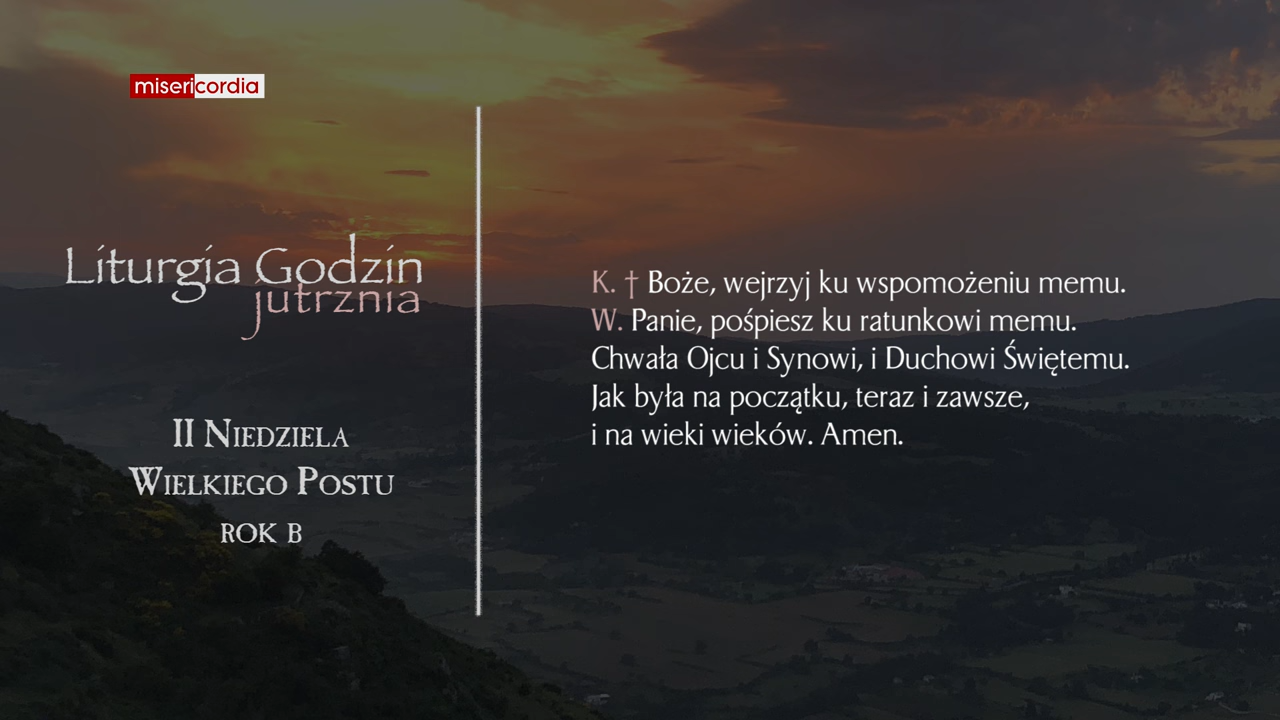 misericordia
Liturgia Godzin
jutrznia
II Niedziela
Wielkiego Postu
rok B
K. † Boże, wejrzyj ku wspomożeniu memu.
W. Panie, pośpiesz ku ratunkowi memu.
Chwała Ojcu i Synowi, i Duchowi Świętemu.
Jak była na początku, teraz i zawsze,
i na wieki wieków. Amen.